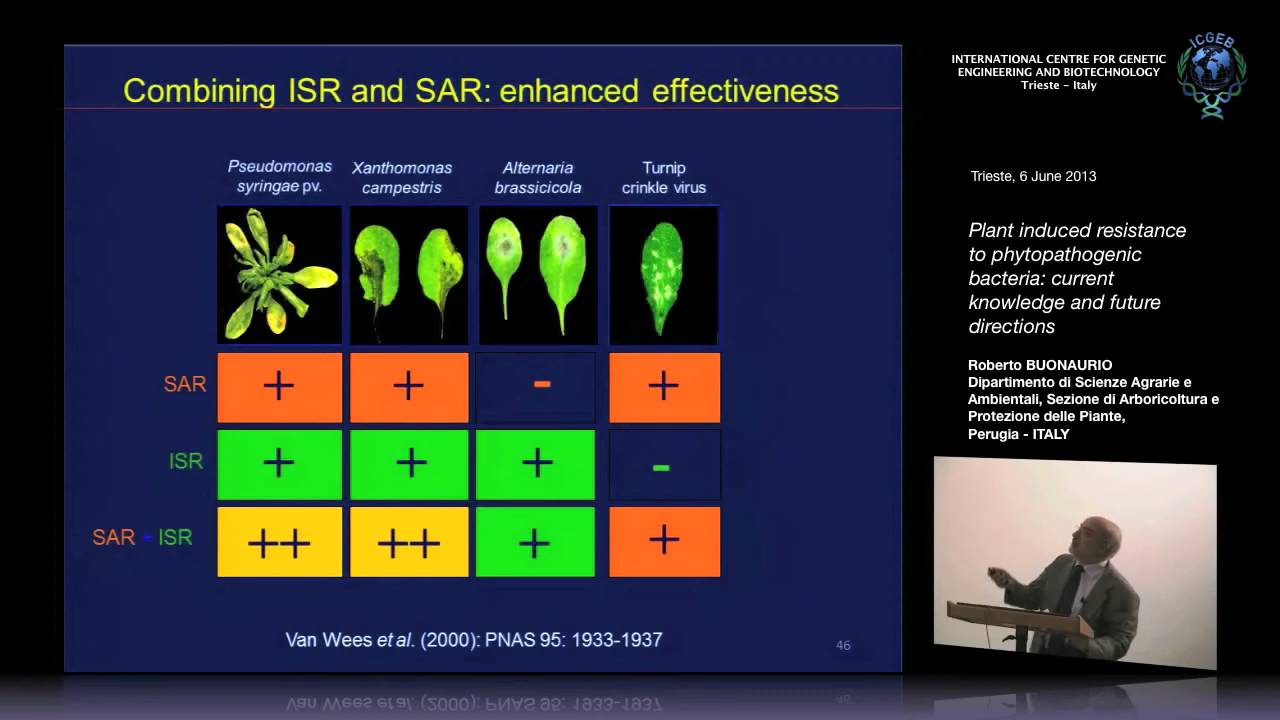 Combining ISR and SAR: enhanced effectiveness
Pseudomonas
syringae pv.
Xanthomonas
campestris
Alternaria
brassicicola
Turnip
crinkle virus
SAR + + - +
ISR + + + -
SAR + ISR ++ ++ + +
Van Wees et al. (2000): PNAS 95: 1933-1937
46
INTERNATIONAL CENTRE FOR GENETIC
ENGINEERING AND BIOTECHNOLOGY
Trieste - Italy
ICGEB
Trieste, 6 June 2013
Plant induced resistance
to phytopathogenic
bacteria: current
knowledge and future
directions
Roberto BUONAURIO
Dipartimento di Scienze Agrarie e
Ambientali, Sezione di Arboricoltura e
Protezione delle Piante,
Perugia - ITALY